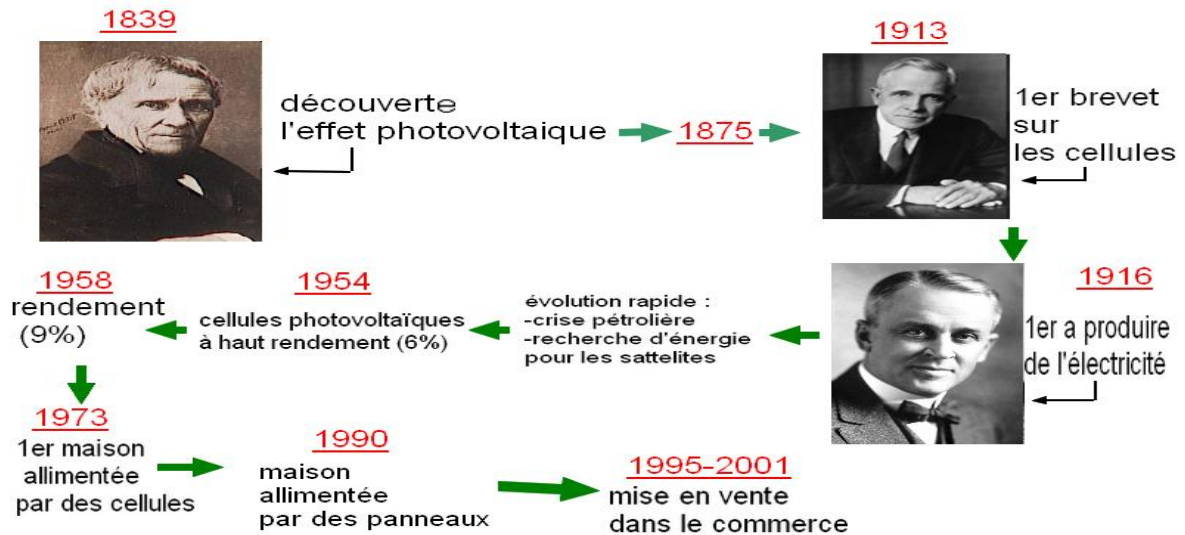 1839
découverte
l'effet photovoltaique
1875
1913
1er brevet
sur
les cellules
1916
1er a produire
de l'électricité
évolution rapide :
-crise pétrolière
-recherche d'énergie
pour les sattelites
1954
cellules photovoltaïques
à haut rendement (6%)
1958
rendement
(9%)
1973
1er maison
allimentée
par des cellules
1990
maison
allimentée
par des panneaux
1995-2001
mise en vente
dans le commerce